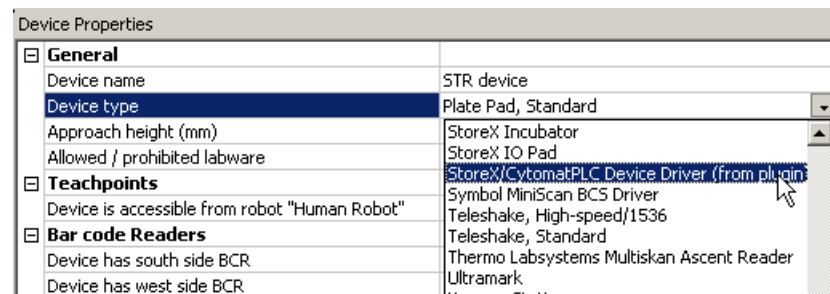 Device Properties
General
Device name STR device
Device type Plate Pad, Standard
Approach height (mm) StoreX Incubator
Allowed / prohibited labware StoreX IO Pad
StoreX/CytomatPLC Device Driver (from plugin)
Teachpoints Symbol MiniScan BCS Driver
Device is accessible from robot "Human Robot" Teleshake, High-speed/1536
Bar code Readers Teleshake, Standard
Device has south side BCR Thermo Labsystems Multiskan Ascent Reader
Device has west side BCR Ultramark